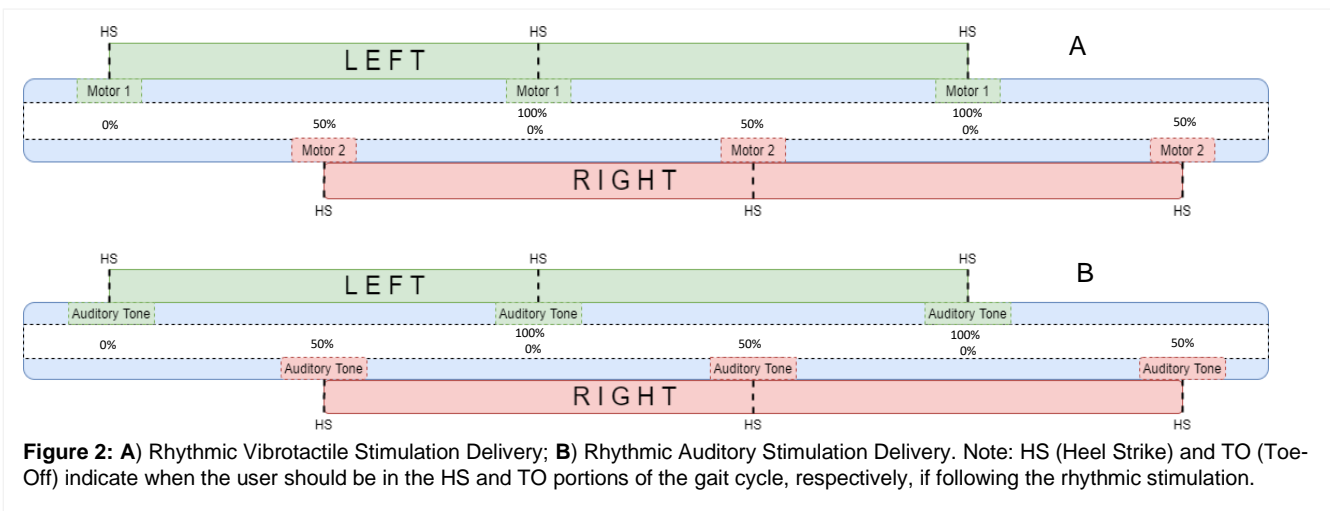 HS HS HS
A
LEFT
Motor 1 Motor 1 Motor 1
0% 50% 100% 50% 100% 50%
0% 0%
Motor 2 Motor 2 Motor 2
RIGHT
HS HS HS
HS HS HS
B
LEFT
Auditory Tone Auditory Tone Auditory Tone
0% 50% 100% 50% 100% 50%
0% 0%
Auditory Tone Auditory Tone Auditory Tone
RIGHT
HS HS HS
Figure 2: A) Rhythmic Vibrotactile Stimulation Delivery; B) Rhythmic Auditory Stimulation Delivery. Note: HS (Heel Strike) and TO (Toe-
Off) indicate when the user should be in the HS and TO portions of the gait cycle, respectively, if following the rhythmic stimulation.